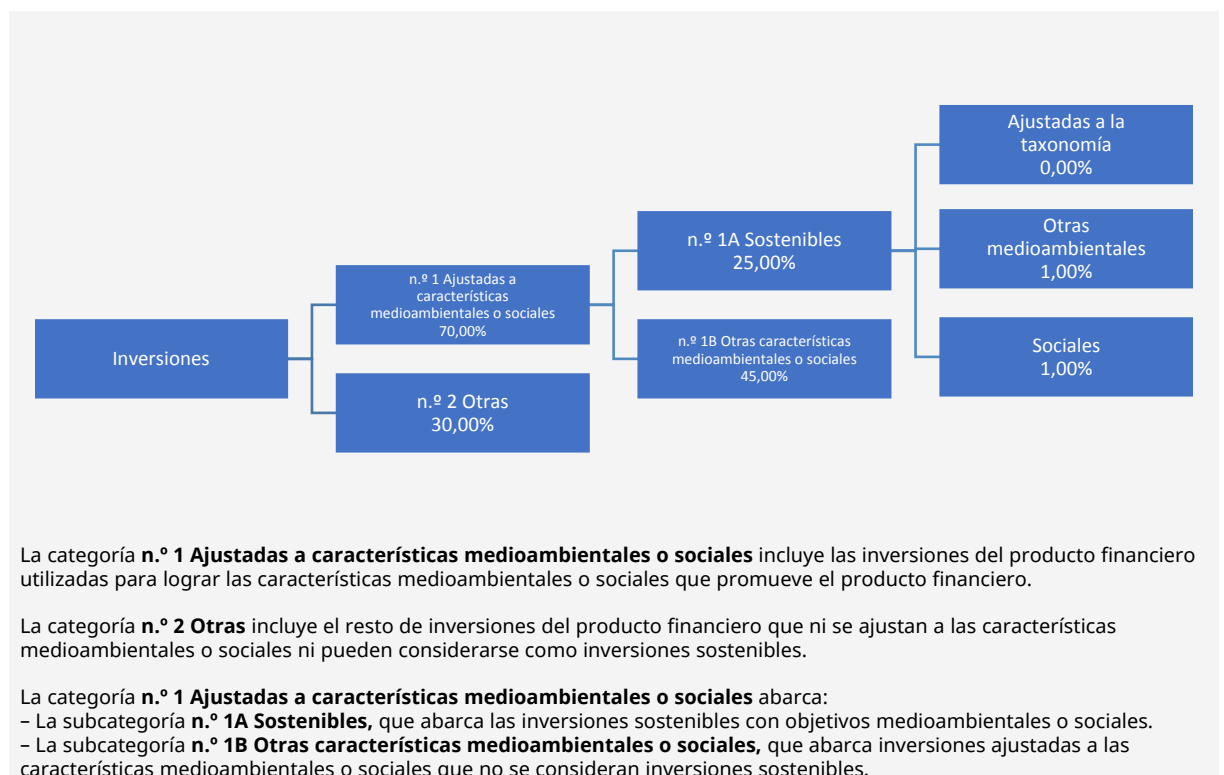 Inversiones
n.º 1 Ajustadas a
características
medioambientales o sociales
70,00%
n.º 2 Otras
30,00%
n.º 1A Sostenibles
25,00%
n.º 1B Otras características
medioambientales o sociales
45,00%
Ajustadas a la
taxonomía
0,00%
Otras
medioambientales
1,00%
Sociales
1,00%
La categoría n.º 1 Ajustadas a características medioambientales o sociales incluye las inversiones del producto financiero
utilizadas para lograr las características medioambientales o sociales que promueve el producto financiero.
La categoría n.º 2 Otras incluye el resto de inversiones del producto financiero que ni se ajustan a las características
medioambientales o sociales ni pueden considerarse como inversiones sostenibles.
La categoría n.º 1 Ajustadas a características medioambientales o sociales abarca:
– La subcategoría n.º 1A Sostenibles, que abarca las inversiones sostenibles con objetivos medioambientales o sociales.
– La subcategoría n.º 1B Otras características medioambientales o sociales, que abarca inversiones ajustadas a las
características medioambientales o sociales que no se consideran inversiones sostenibles.